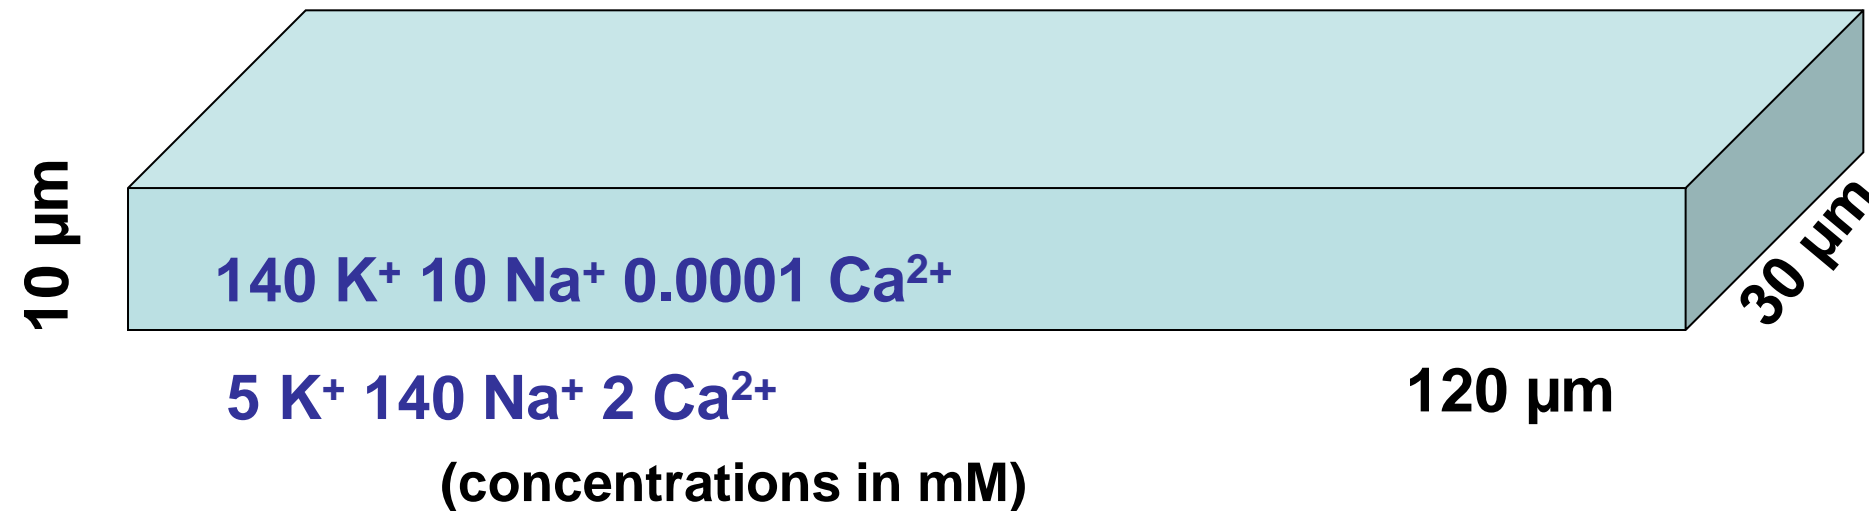 10 µm
140 K⁺ 10 Na⁺ 0.0001 Ca²⁺
30 µm
5 K⁺ 140 Na⁺ 2 Ca²⁺
120 µm
(concentrations in mM)